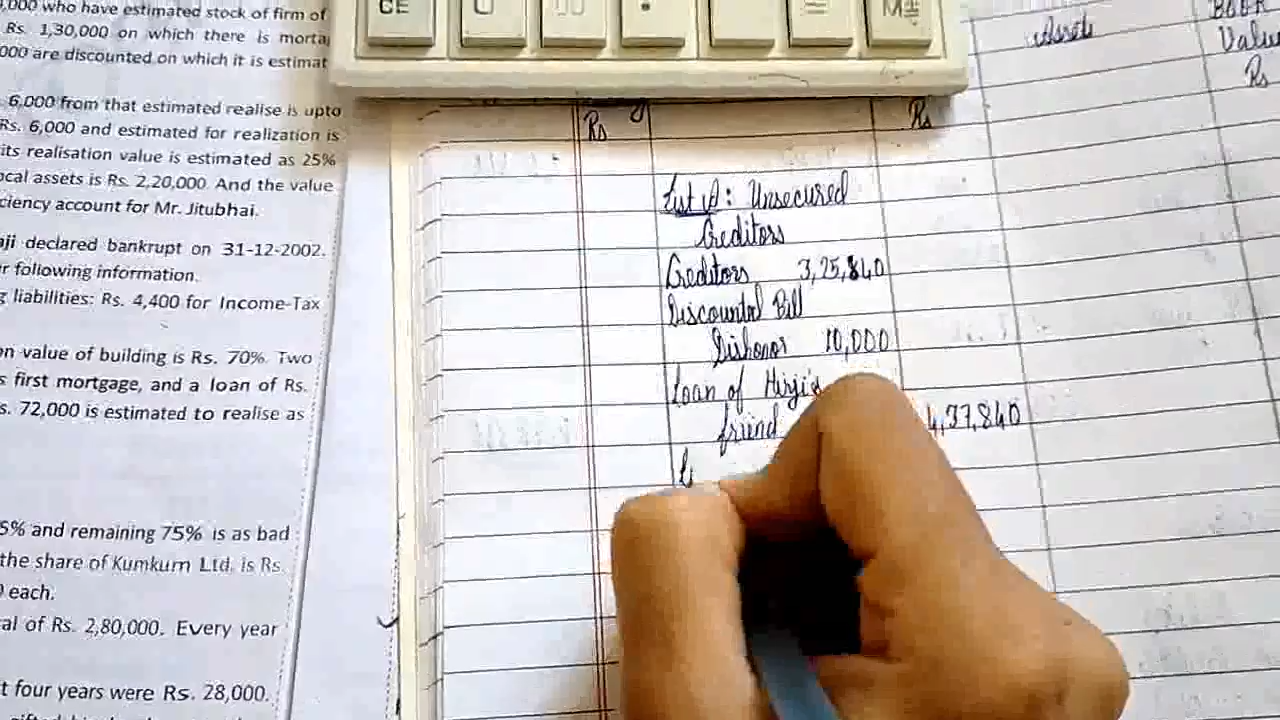 ,000 who have estimated stock of firm of
Rs. 1,30,000 on which there is morta
000 are discounted on which it is estimat
6,000 from that estimated realise is upto
Rs. 6,000 and estimated for realization is
its realisation value is estimated as 25%
ocal assets is Rs. 2,20,000. And the value
ciency account for Mr. Jitubhai.
aji declared bankrupt on 31-12-2002.
r following information.
g liabilities: Rs. 4,400 for Income-Tax
on value of building is Rs. 70%. Two
s first mortgage, and a loan of Rs.
s. 72,000 is estimated to realise as
5% and remaining 75% is as bad
the share of Kumkum Ltd. is Rs.
0 each.
al of Rs. 2,80,000. Every year
t four years were Rs. 28,000.
CE
M
Rs
Rs
Assets
Book
Value
Rs
List A: Unsecured
Creditors
Creditors 3,25,840
Discounted Bill
Dishonor 10,000
Loan of Hirji's
friend 4,37,840